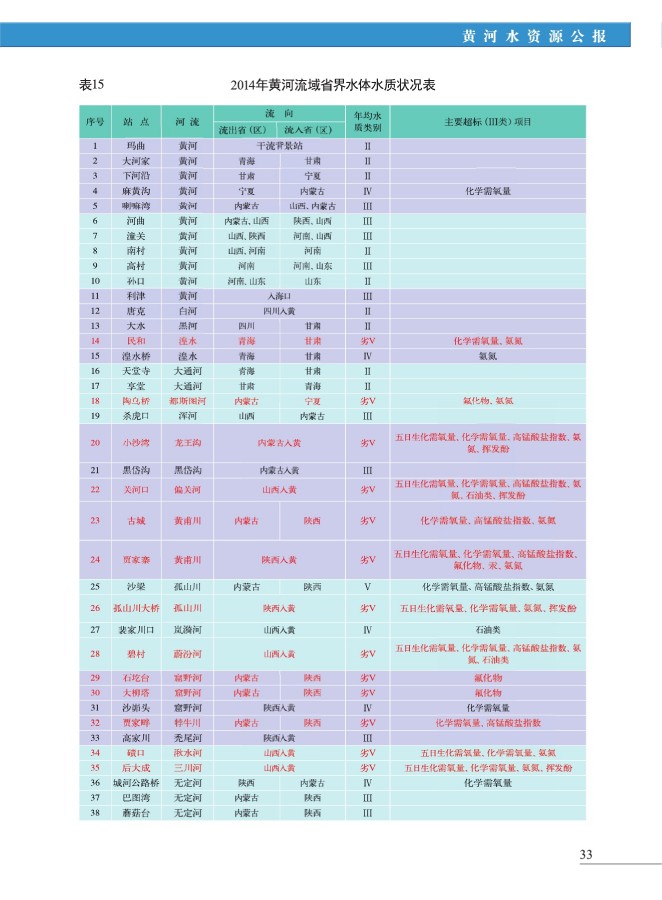 黄河水资源公报
表15 2014年黄河流域省界水体水质状况表
序号 站点 河流 流向 年均水质类别 主要超标(III类)项目
流出省(区) 流入省(区)
1 玛曲 黄河 干流背景站 II
2 大河家 黄河 青海 甘肃 II
3 下河沿 黄河 甘肃 宁夏 II
4 麻黄沟 黄河 宁夏 内蒙古 IV 化学需氧量
5 喇嘛湾 黄河 内蒙古 山西、内蒙古 III
6 河曲 黄河 内蒙古、山西 陕西、山西 III
7 潼关 黄河 山西、陕西 河南、山西 III
8 南村 黄河 山西、河南 河南 II
9 高村 黄河 河南 河南、山东 III
10 孙口 黄河 河南、山东 山东 II
11 利津 黄河 入海口 III
12 唐克 白河 四川入黄 II
13 大水 黑河 四川 甘肃 II
14 民和 湟水 青海 甘肃 劣V 化学需氧量、氨氮
15 湟水桥 湟水 青海 甘肃 IV 氨氮
16 天堂寺 大通河 青海 甘肃 II
17 享堂 大通河 甘肃 青海 II
18 陶乌桥 都斯图河 内蒙古 宁夏 劣V 氟化物、氨氮
19 杀虎口 浑河 山西 内蒙古 III
20 小沙湾 龙王沟 内蒙古入黄 劣V 五日生化需氧量、化学需氧量、高锰酸盐指数、氨
氮、挥发酚
21 黑岱沟 黑岱沟 内蒙古入黄 III
22 关河口 偏关河 山西入黄 劣V 五日生化需氧量、化学需氧量、高锰酸盐指数、氨
氮、石油类、挥发酚
23 古城 黄甫川 内蒙古 陕西 劣V 化学需氧量、高锰酸盐指数、氨氮
24 贾家寨 黄甫川 陕西入黄 劣V 五日生化需氧量、化学需氧量、高锰酸盐指数、
氟化物、汞、氨氮
25 沙梁 孤山川 内蒙古 陕西 V 化学需氧量、高锰酸盐指数、氨氮
26 孤山川大桥 孤山川 陕西入黄 劣V 五日生化需氧量、化学需氧量、氨氮、挥发酚
27 裴家川口 岚漪河 山西入黄 IV 石油类
28 碧村 蔚汾河 山西入黄 劣V 五日生化需氧量、化学需氧量、高锰酸盐指数、氨
氮、石油类
29 石圪台 窟野河 内蒙古 陕西 劣V 氟化物
30 大柳塔 窟野河 内蒙古 陕西 劣V 氟化物
31 沙峁头 窟野河 陕西入黄 IV 化学需氧量
32 贾家畔 牸牛川 内蒙古 陕西 劣V 化学需氧量、高锰酸盐指数
33 高家川 秃尾河 陕西入黄 III
34 碛口 湫水河 山西入黄 劣V 五日生化需氧量、化学需氧量、氨氮
35 后大成 三川河 山西入黄 劣V 五日生化需氧量、化学需氧量、氨氮、挥发酚
36 城河公路桥 无定河 陕西 内蒙古 IV 化学需氧量
37 巴图湾 无定河 内蒙古 陕西 III
38 蘑菇台 无定河 内蒙古 陕西 III
33